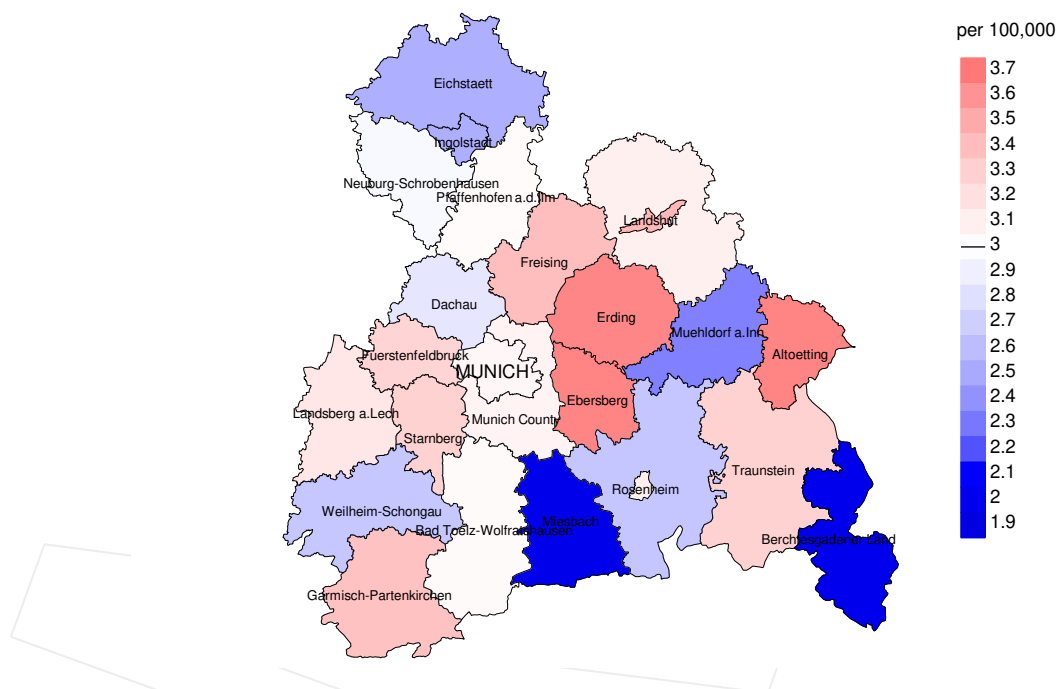 per 100,000
3.7
3.6
3.5
3.4
3.3
3.2
3.1
3
2.9
2.8
2.7
2.6
2.5
2.4
2.3
2.2
2.1
2
1.9
Eichstaett
Ingolstadt
Neuburg-Schrobenhausen
Pfaffenhofen a.d.Ilm
Landshut
Freising
Dachau
Erding
Muehldorf a.Inn
Altoetting
Fuerstenfeldbruck
MUNICH
Ebersberg
Landsberg a.Lech
Munich County
Starnberg
Traunstein
Rosenheim
Weilheim-Schongau
Miesbach
Bad Toelz-Wolfratshausen
Berchtesgadener Land
Garmisch-Partenkirchen